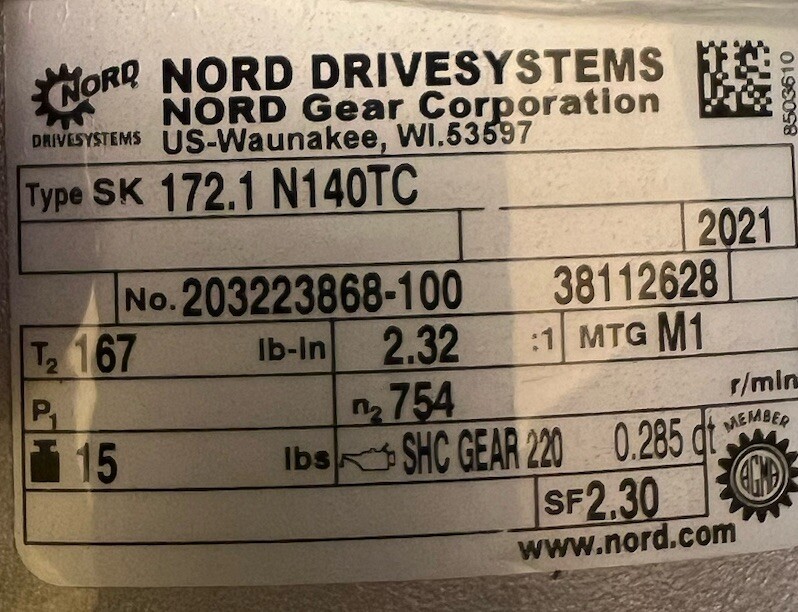 NORD
DRIVESYSTEMS
NORD DRIVESYSTEMS
NORD Gear Corporation
US-Waunakee, WI.53597
8503610
Type SK 172.1 N140TC
2021
No. 203223868-100 38112628
T2 167 lb-in 2.32 :1 MTG M1
P1 n2 754 r/min
15 lbs SHC GEAR 220 0.285 qt
MEMBER
AGMA
SF 2.30
www.nord.com